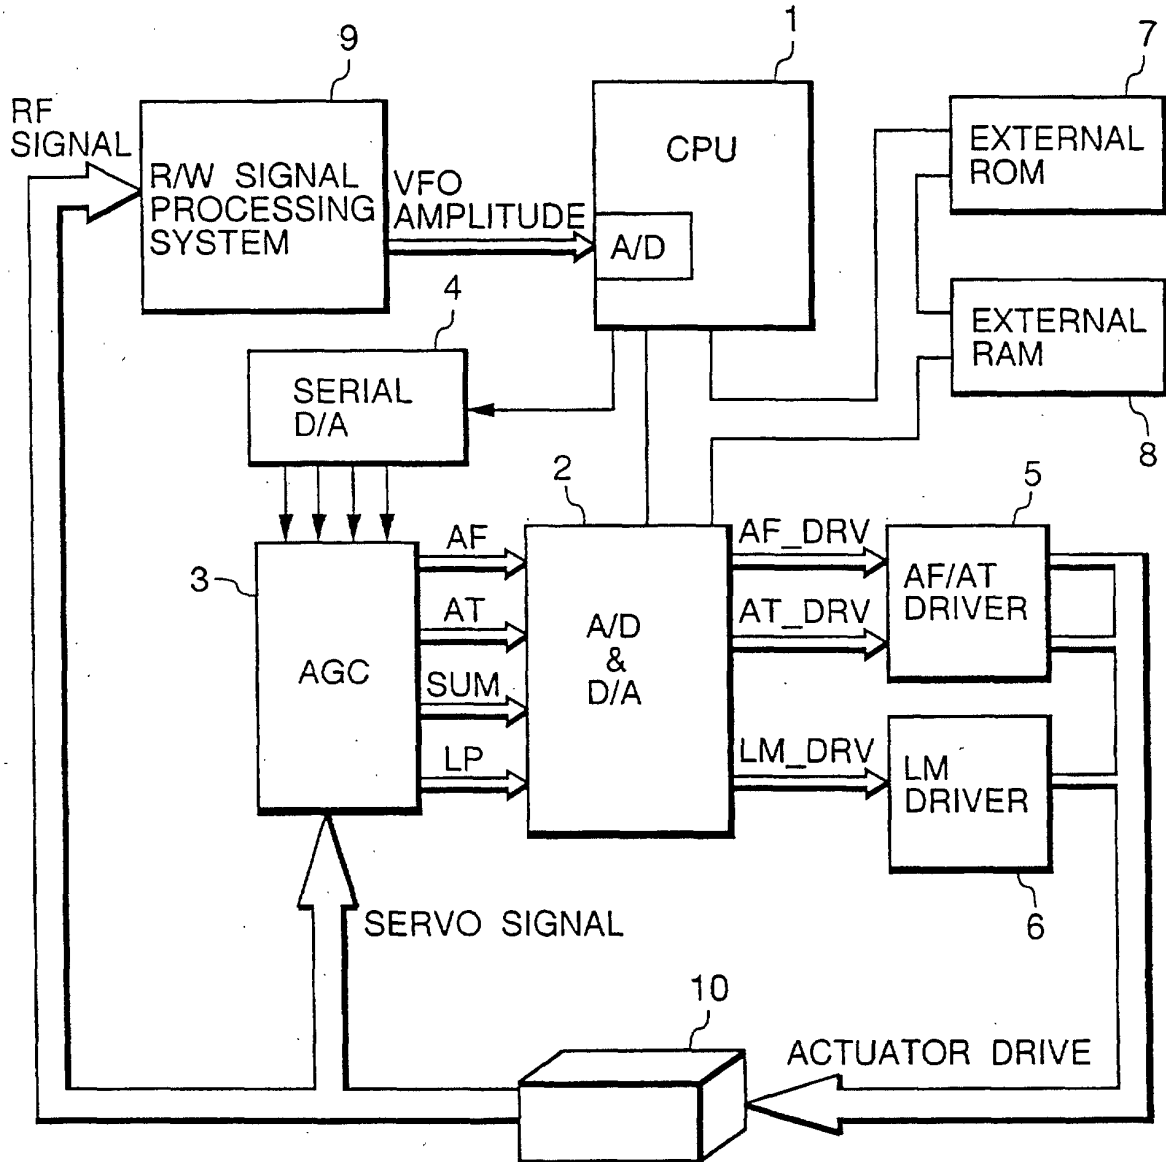 1
7
9
RF
SIGNAL
R/W SIGNAL
PROCESSING
SYSTEM
VFO
AMPLITUDE
CPU
A/D
EXTERNAL
ROM
4
EXTERNAL
RAM
SERIAL
D/A
8
2
5
3
AF
AT
SUM
LP
AGC
A/D
&
D/A
AF_DRV
AT_DRV
LM_DRV
AF/AT
DRIVER
LM
DRIVER
6
SERVO SIGNAL
10
ACTUATOR DRIVE